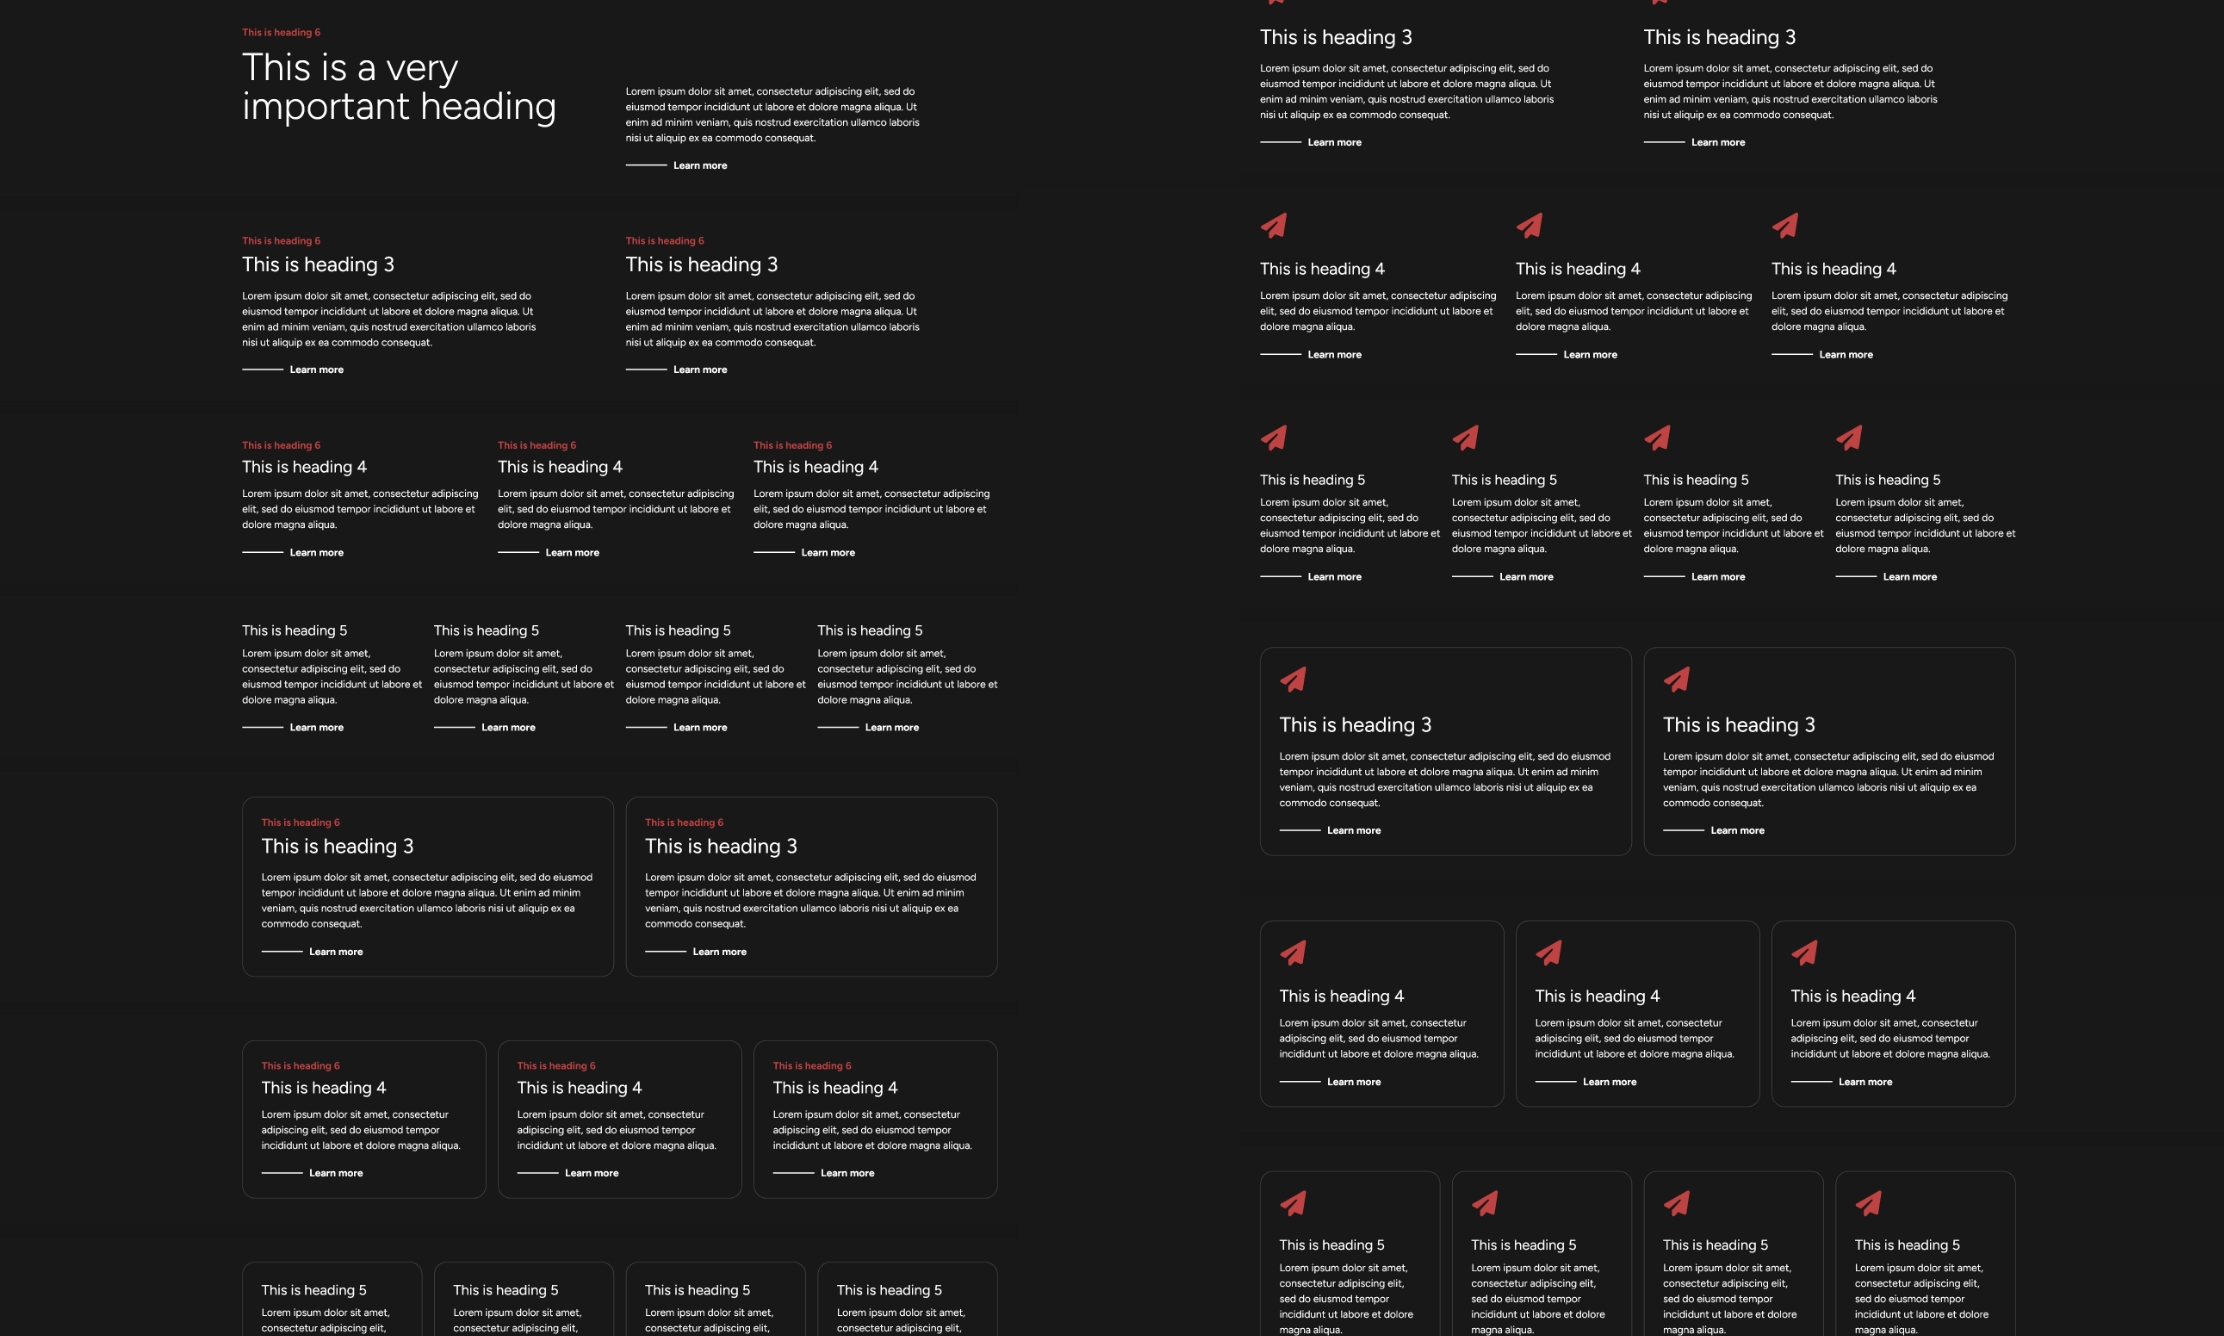 This is heading 6
This is a very
important heading
Lorem ipsum dolor sit amet, consectetur adipiscing elit, sed do
eiusmod tempor incididunt ut labore et dolore magna aliqua. Ut
enim ad minim veniam, quis nostrud exercitation ullamco laboris
nisi ut aliquip ex ea commodo consequat.
Learn more
This is heading 6
This is heading 3
Lorem ipsum dolor sit amet, consectetur adipiscing elit, sed do
eiusmod tempor incididunt ut labore et dolore magna aliqua. Ut
enim ad minim veniam, quis nostrud exercitation ullamco laboris
nisi ut aliquip ex ea commodo consequat.
Learn more
This is heading 6
This is heading 3
Lorem ipsum dolor sit amet, consectetur adipiscing elit, sed do
eiusmod tempor incididunt ut labore et dolore magna aliqua. Ut
enim ad minim veniam, quis nostrud exercitation ullamco laboris
nisi ut aliquip ex ea commodo consequat.
Learn more
This is heading 6
This is heading 4
Lorem ipsum dolor sit amet, consectetur adipiscing
elit, sed do eiusmod tempor incididunt ut labore et
dolore magna aliqua.
Learn more
This is heading 6
This is heading 4
Lorem ipsum dolor sit amet, consectetur adipiscing
elit, sed do eiusmod tempor incididunt ut labore et
dolore magna aliqua.
Learn more
This is heading 6
This is heading 4
Lorem ipsum dolor sit amet, consectetur adipiscing
elit, sed do eiusmod tempor incididunt ut labore et
dolore magna aliqua.
Learn more
This is heading 5
Lorem ipsum dolor sit amet,
consectetur adipiscing elit, sed do
eiusmod tempor incididunt ut labore et
dolore magna aliqua.
Learn more
This is heading 5
Lorem ipsum dolor sit amet,
consectetur adipiscing elit, sed do
eiusmod tempor incididunt ut labore et
dolore magna aliqua.
Learn more
This is heading 5
Lorem ipsum dolor sit amet,
consectetur adipiscing elit, sed do
eiusmod tempor incididunt ut labore et
dolore magna aliqua.
Learn more
This is heading 5
Lorem ipsum dolor sit amet,
consectetur adipiscing elit, sed do
eiusmod tempor incididunt ut labore et
dolore magna aliqua.
Learn more
This is heading 6
This is heading 3
Lorem ipsum dolor sit amet, consectetur adipiscing elit, sed do eiusmod
tempor incididunt ut labore et dolore magna aliqua. Ut enim ad minim
veniam, quis nostrud exercitation ullamco laboris nisi ut aliquip ex ea
commodo consequat.
Learn more
This is heading 6
This is heading 3
Lorem ipsum dolor sit amet, consectetur adipiscing elit, sed do eiusmod
tempor incididunt ut labore et dolore magna aliqua. Ut enim ad minim
veniam, quis nostrud exercitation ullamco laboris nisi ut aliquip ex ea
commodo consequat.
Learn more
This is heading 6
This is heading 4
Lorem ipsum dolor sit amet, consectetur
adipiscing elit, sed do eiusmod tempor
incididunt ut labore et dolore magna aliqua.
Learn more
This is heading 6
This is heading 4
Lorem ipsum dolor sit amet, consectetur
adipiscing elit, sed do eiusmod tempor
incididunt ut labore et dolore magna aliqua.
Learn more
This is heading 6
This is heading 4
Lorem ipsum dolor sit amet, consectetur
adipiscing elit, sed do eiusmod tempor
incididunt ut labore et dolore magna aliqua.
Learn more
This is heading 5
Lorem ipsum dolor sit amet,
consectetur adipiscing elit,
This is heading 5
Lorem ipsum dolor sit amet,
consectetur adipiscing elit,
This is heading 5
Lorem ipsum dolor sit amet,
consectetur adipiscing elit,
This is heading 5
Lorem ipsum dolor sit amet,
consectetur adipiscing elit,
This is heading 3
Lorem ipsum dolor sit amet, consectetur adipiscing elit, sed do
eiusmod tempor incididunt ut labore et dolore magna aliqua. Ut
enim ad minim veniam, quis nostrud exercitation ullamco laboris
nisi ut aliquip ex ea commodo consequat.
Learn more
This is heading 3
Lorem ipsum dolor sit amet, consectetur adipiscing elit, sed do
eiusmod tempor incididunt ut labore et dolore magna aliqua. Ut
enim ad minim veniam, quis nostrud exercitation ullamco laboris
nisi ut aliquip ex ea commodo consequat.
Learn more
This is heading 4
Lorem ipsum dolor sit amet, consectetur adipiscing
elit, sed do eiusmod tempor incididunt ut labore et
dolore magna aliqua.
Learn more
This is heading 4
Lorem ipsum dolor sit amet, consectetur adipiscing
elit, sed do eiusmod tempor incididunt ut labore et
dolore magna aliqua.
Learn more
This is heading 4
Lorem ipsum dolor sit amet, consectetur adipiscing
elit, sed do eiusmod tempor incididunt ut labore et
dolore magna aliqua.
Learn more
This is heading 5
Lorem ipsum dolor sit amet,
consectetur adipiscing elit, sed do
eiusmod tempor incididunt ut labore et
dolore magna aliqua.
Learn more
This is heading 5
Lorem ipsum dolor sit amet,
consectetur adipiscing elit, sed do
eiusmod tempor incididunt ut labore et
dolore magna aliqua.
Learn more
This is heading 5
Lorem ipsum dolor sit amet,
consectetur adipiscing elit, sed do
eiusmod tempor incididunt ut labore et
dolore magna aliqua.
Learn more
This is heading 5
Lorem ipsum dolor sit amet,
consectetur adipiscing elit, sed do
eiusmod tempor incididunt ut labore et
dolore magna aliqua.
Learn more
This is heading 3
Lorem ipsum dolor sit amet, consectetur adipiscing elit, sed do eiusmod
tempor incididunt ut labore et dolore magna aliqua. Ut enim ad minim
veniam, quis nostrud exercitation ullamco laboris nisi ut aliquip ex ea
commodo consequat.
Learn more
This is heading 3
Lorem ipsum dolor sit amet, consectetur adipiscing elit, sed do eiusmod
tempor incididunt ut labore et dolore magna aliqua. Ut enim ad minim
veniam, quis nostrud exercitation ullamco laboris nisi ut aliquip ex ea
commodo consequat.
Learn more
This is heading 4
Lorem ipsum dolor sit amet, consectetur
adipiscing elit, sed do eiusmod tempor
incididunt ut labore et dolore magna aliqua.
Learn more
This is heading 4
Lorem ipsum dolor sit amet, consectetur
adipiscing elit, sed do eiusmod tempor
incididunt ut labore et dolore magna aliqua.
Learn more
This is heading 4
Lorem ipsum dolor sit amet, consectetur
adipiscing elit, sed do eiusmod tempor
incididunt ut labore et dolore magna aliqua.
Learn more
This is heading 5
Lorem ipsum dolor sit amet,
consectetur adipiscing elit,
sed do eiusmod tempor
incididunt ut labore et dolore
magna aliqua.
This is heading 5
Lorem ipsum dolor sit amet,
consectetur adipiscing elit,
sed do eiusmod tempor
incididunt ut labore et dolore
magna aliqua.
This is heading 5
Lorem ipsum dolor sit amet,
consectetur adipiscing elit,
sed do eiusmod tempor
incididunt ut labore et dolore
magna aliqua.
This is heading 5
Lorem ipsum dolor sit amet,
consectetur adipiscing elit,
sed do eiusmod tempor
incididunt ut labore et dolore
magna aliqua.